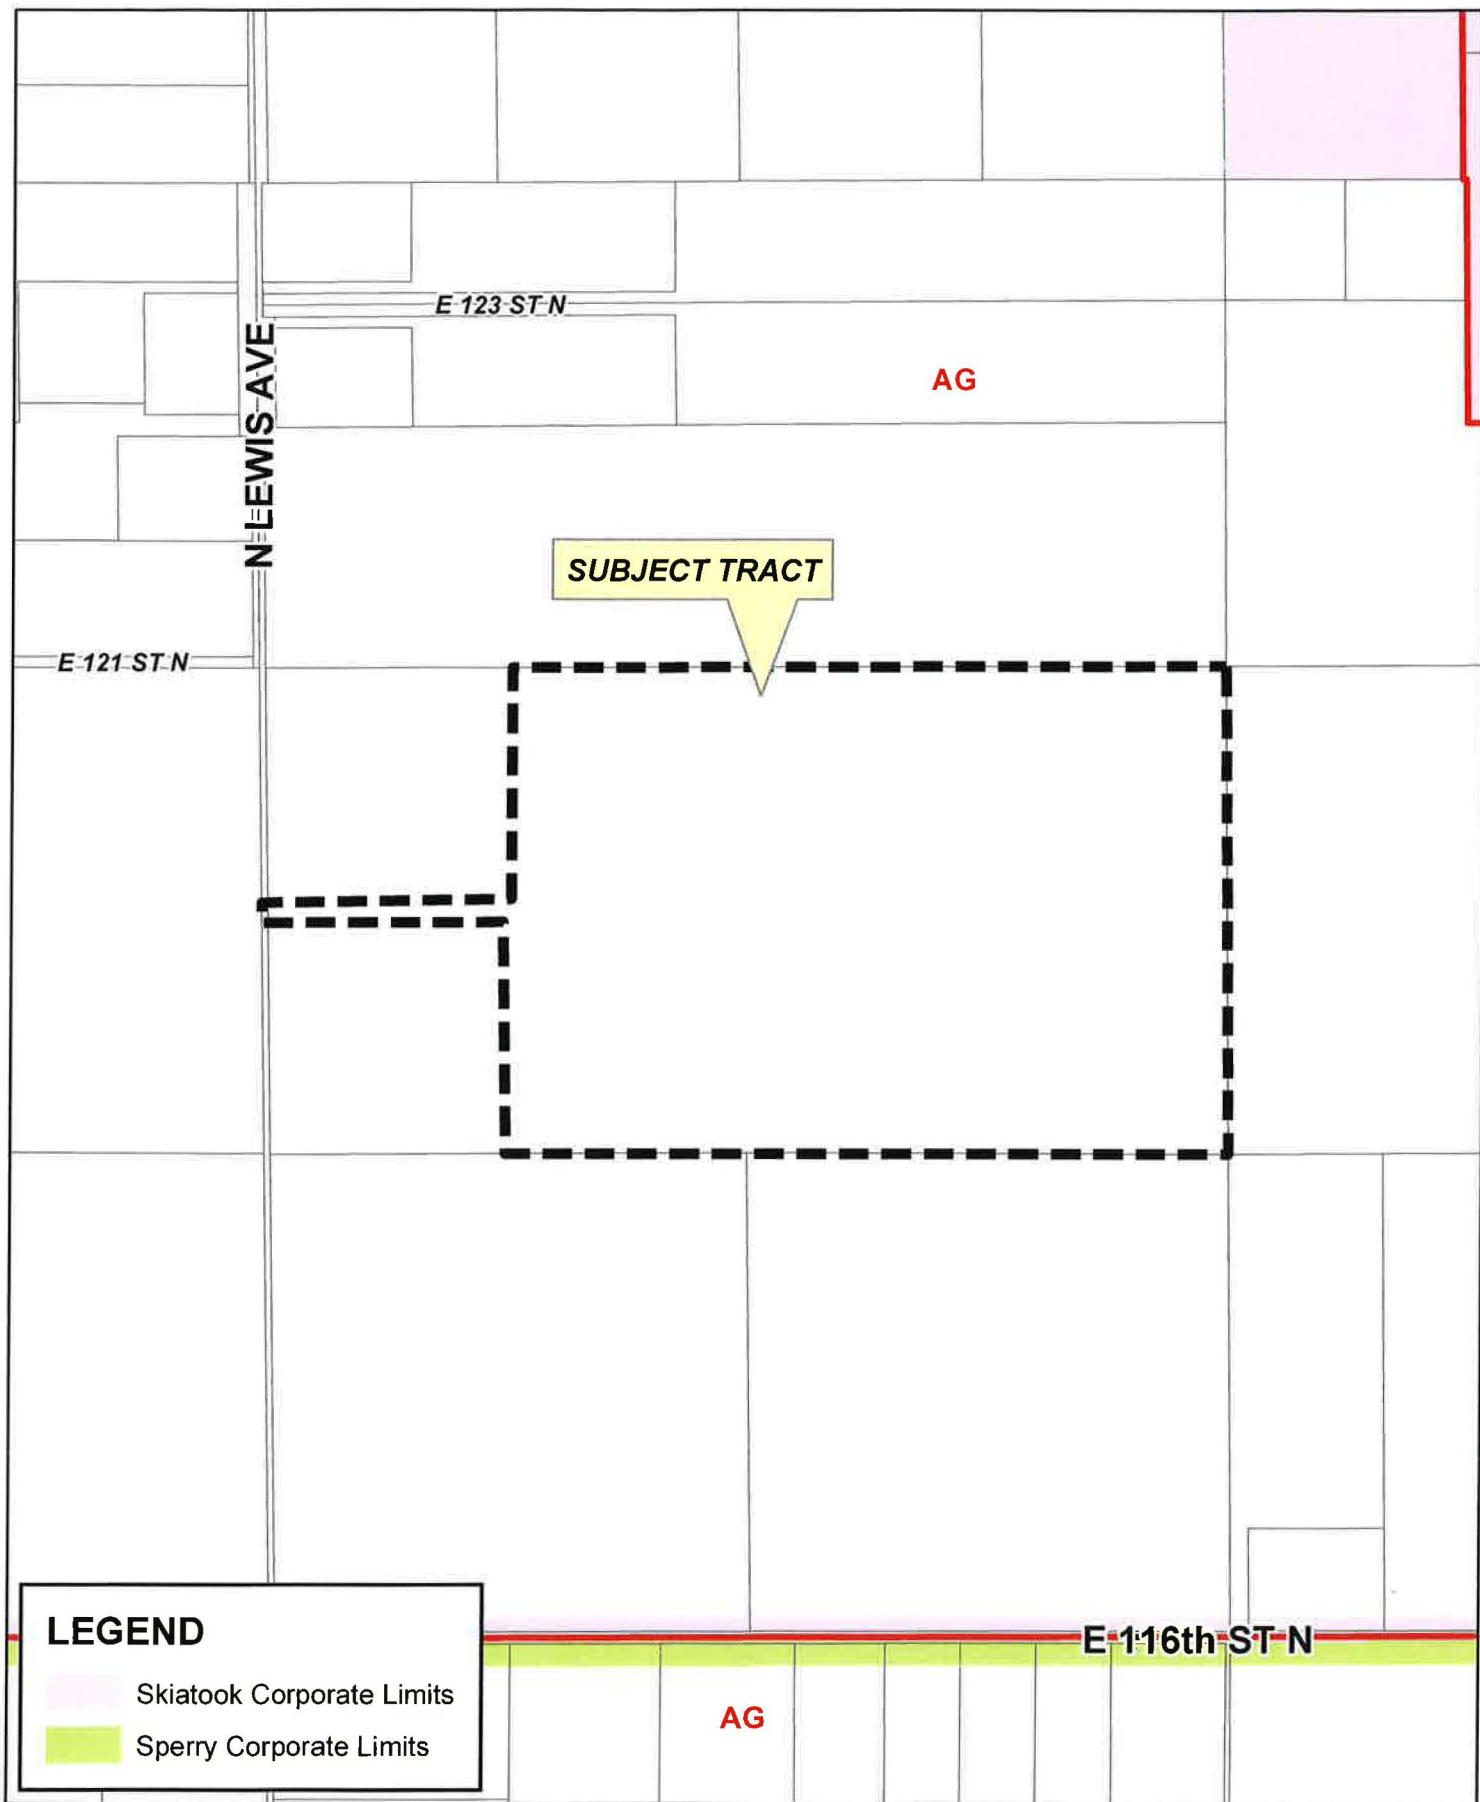 E 123 ST N
N LEWIS AVE
AG
SUBJECT TRACT
E 121 ST N
E 116th ST N
LEGEND
Skiatook Corporate Limits
Sperry Corporate Limits
AG